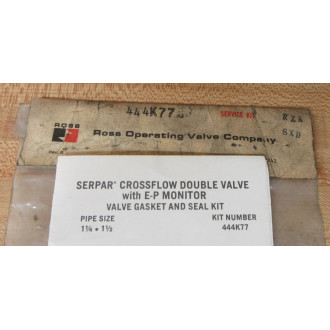 444K77
SERVICE KIT
ROSS
Ross Operating Valve Company
SERPAR® CROSSFLOW DOUBLE VALVE
with E-P MONITOR
VALVE GASKET AND SEAL KIT
PIPE SIZE KIT NUMBER
1¼ • 1½ 444K77